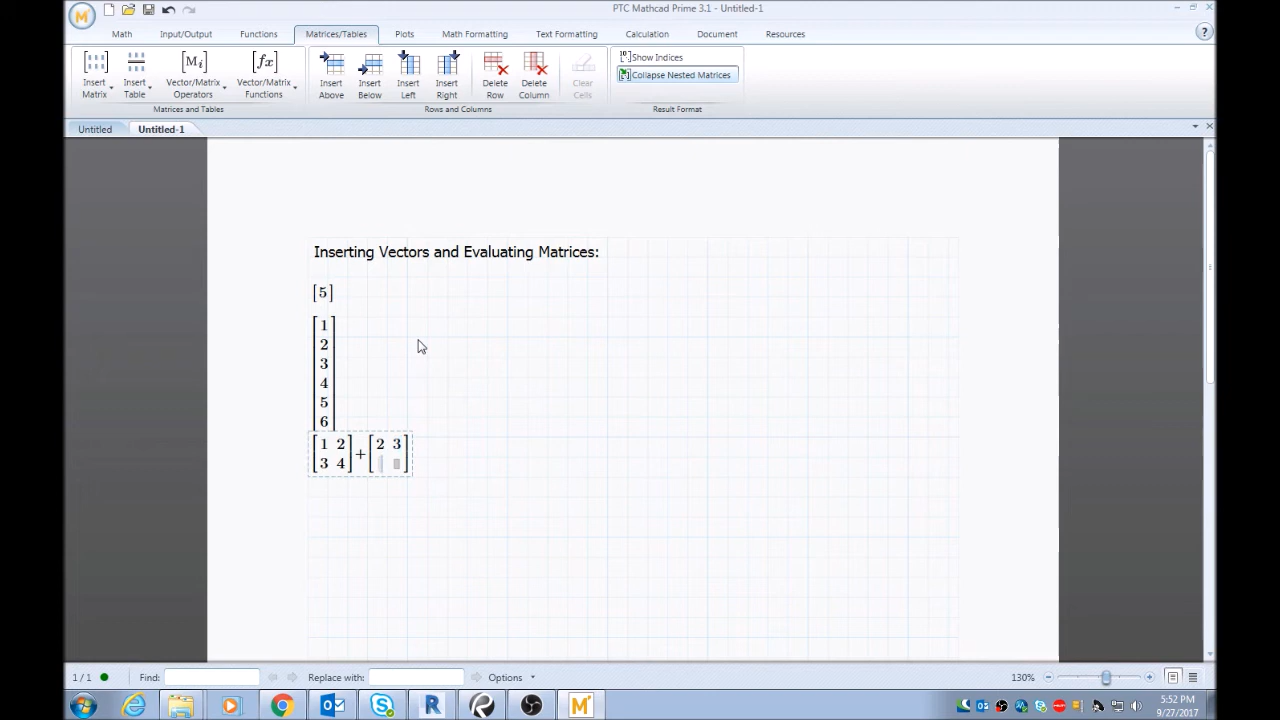 PTC Mathcad Prime 3.1 - Untitled-1
Math Input/Output Functions Matrices/Tables Plots Math Formatting Text Formatting Calculation Document Resources
Insert Matrix
Insert Table
Vector/Matrix Operators
Vector/Matrix Functions
Matrices and Tables
Insert Above
Insert Below
Insert Left
Insert Right
Delete Row
Delete Column
Clear Cells
Rows and Columns
Show Indices
Collapse Nested Matrices
Result Format
Untitled Untitled-1
Inserting Vectors and Evaluating Matrices:
[5]
1
2
3
4
5
6
[1 2] + [2 3]
[3 4]
1 / 1 Find: Replace with: Options 130%
5:52 PM
9/27/2017